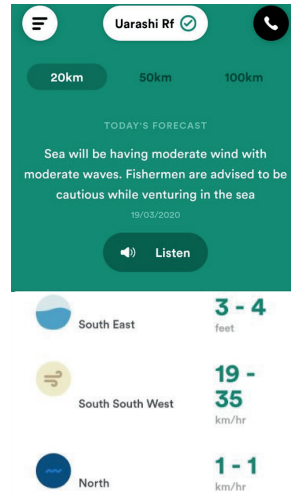 Uarashi Rf
20km 50km 100km
TODAY'S FORECAST
Sea will be having moderate wind with
moderate waves. Fishermen are advised to be
cautious while venturing in the sea
19/03/2020
Listen
3 - 4
South East
feet
19 -
35
South South West
km/hr
1 - 1
North
km/hr